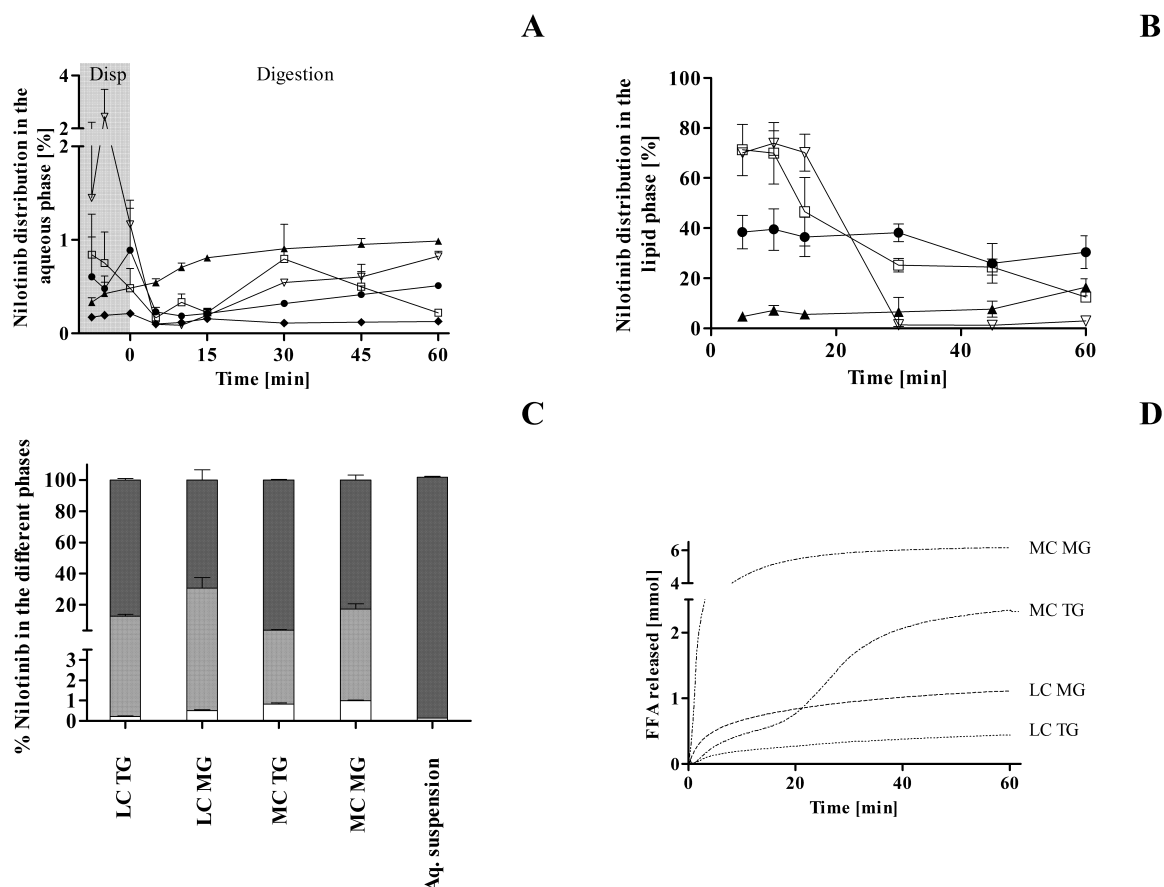 A
Disp
Digestion
Nilotinib distribution in the
aqueous phase [%]
4
2
2
1
0
0
15
30
45
60
Time [min]
B
Nilotinib distribution in the
lipid phase [%]
100
80
60
40
20
0
0
20
40
60
Time [min]
C
% Nilotinib in the different phases
100
80
60
40
20
3
2
1
0
LC TG
LC MG
MC TG
MC MG
Aq. suspension
D
FFA released [mmol]
6
4
2
1
0
0
20
40
60
Time [min]
MC MG
MC TG
LC MG
LC TG